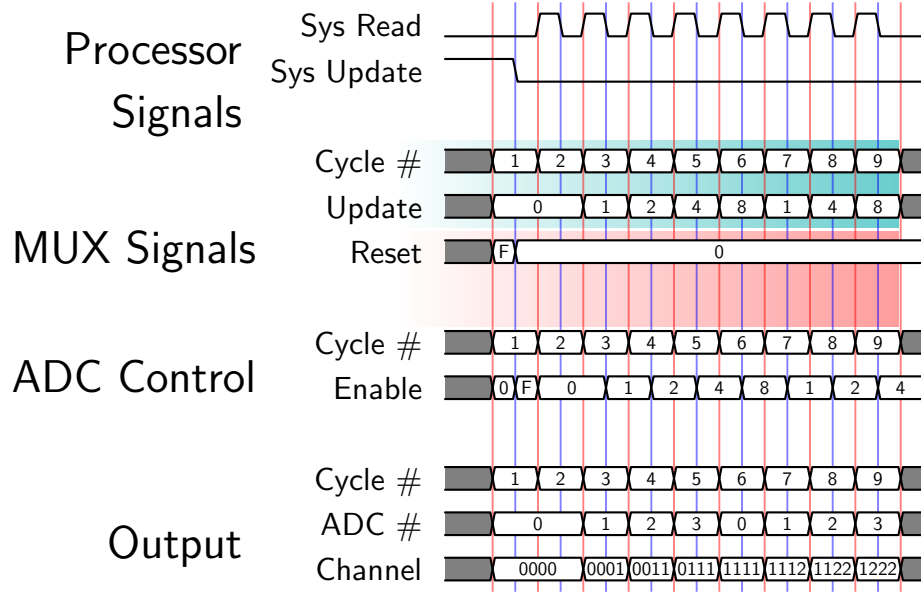 Processor
Signals
Sys Read
Sys Update
MUX Signals
Cycle # 1 2 3 4 5 6 7 8 9
Update 0 1 2 4 8 1 4 8
Reset F 0
ADC Control
Cycle # 1 2 3 4 5 6 7 8 9
Enable 0 F 0 1 2 4 8 1 2 4
Output
Cycle # 1 2 3 4 5 6 7 8 9
ADC # 0 1 2 3 0 1 2 3
Channel 0000 0001 0011 0111 1111 1112 1122 1222